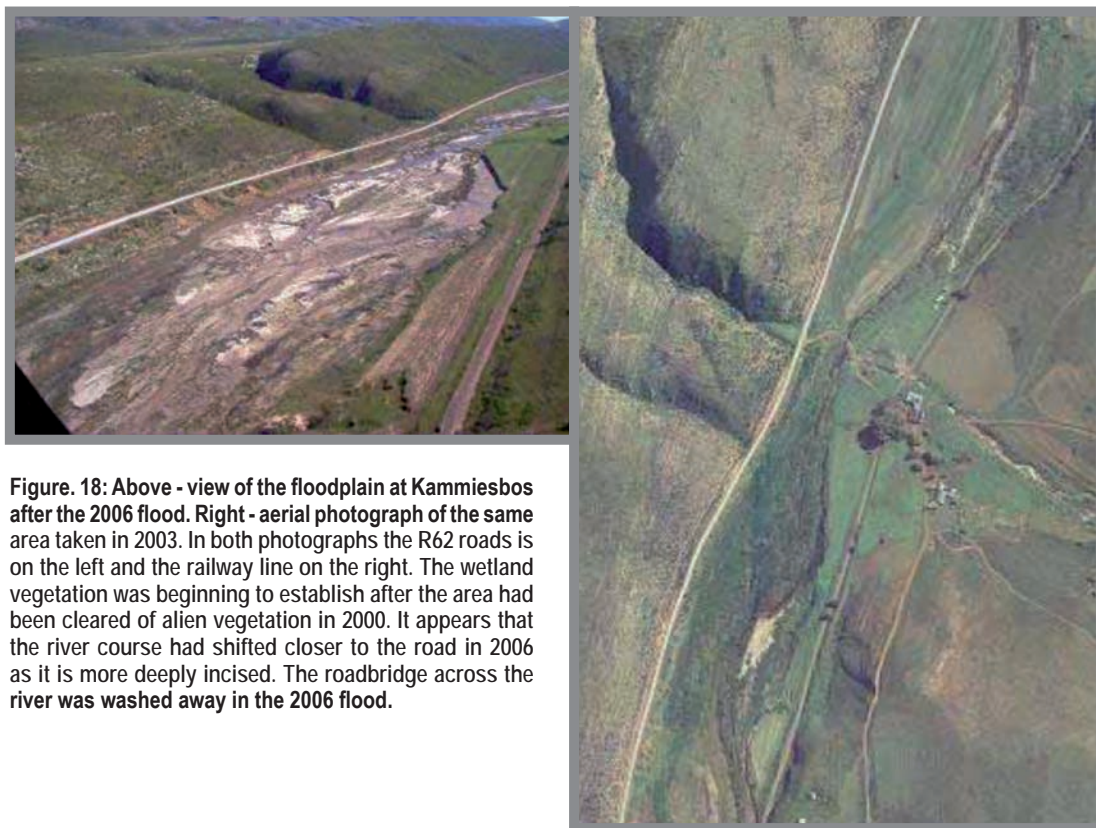 Figure. 18: Above - view of the floodplain at Kammiesbos
after the 2006 flood. Right - aerial photograph of the same
area taken in 2003. In both photographs the R62 roads is
on the left and the railway line on the right. The wetland
vegetation was beginning to establish after the area had
been cleared of alien vegetation in 2000. It appears that
the river course had shifted closer to the road in 2006
as it is more deeply incised. The roadbridge across the
river was washed away in the 2006 flood.